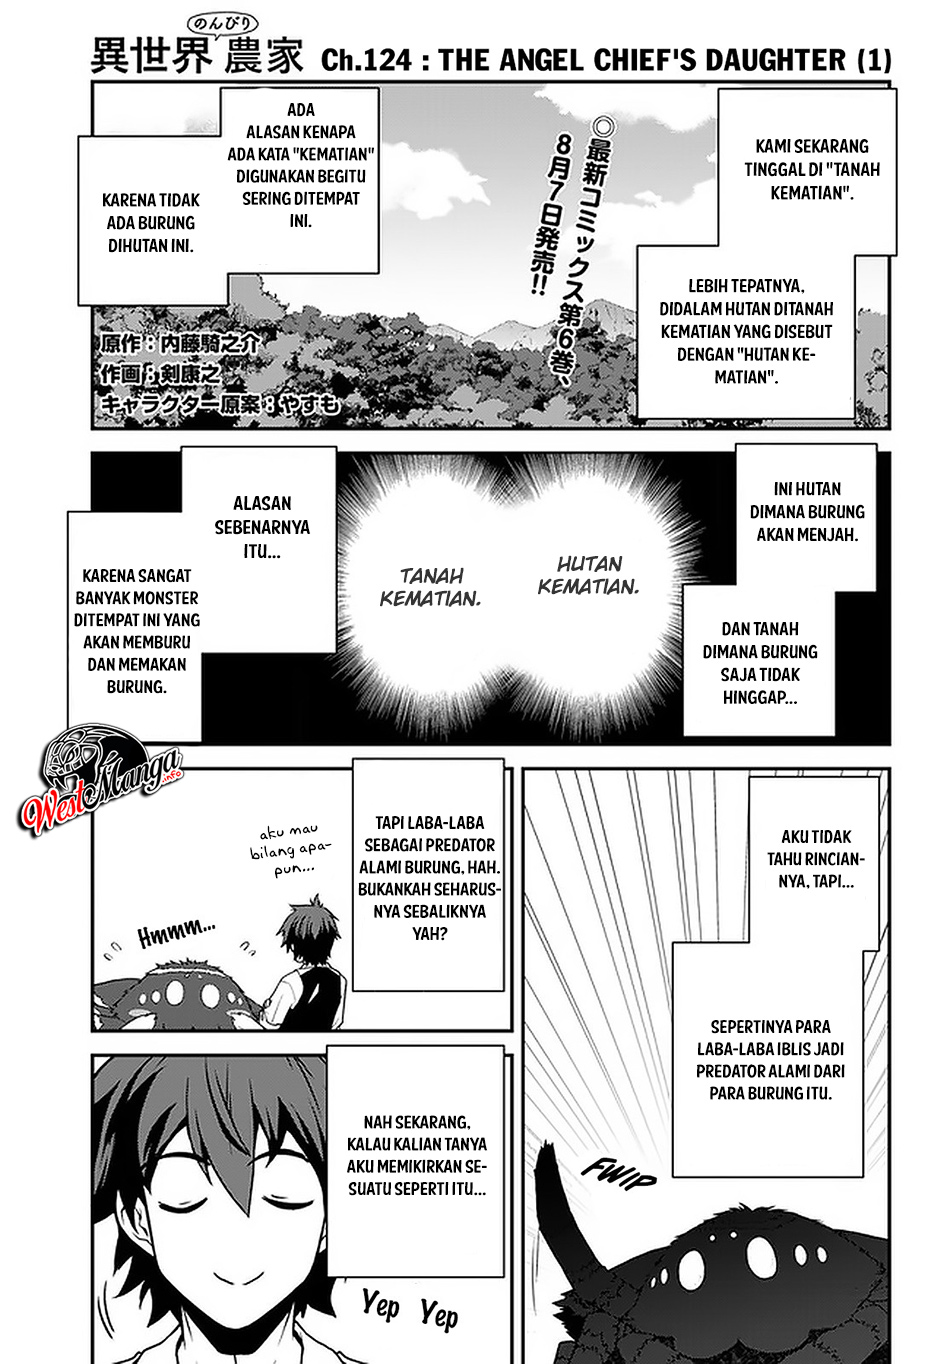 のんびり
異世界 農家 Ch.124 : THE ANGEL CHIEF'S DAUGHTER (1)
KAMI SEKARANG
TINGGAL DI "TANAH
KEMATIAN".
LEBIH TEPATNYA,
DIDALAM HUTAN DITANAH
KEMATIAN YANG DISEBUT
DENGAN "HUTAN KE-
MATIAN".
◎最新コミックス第6巻、
8月7日発売!!
ADA
ALASAN KENAPA
ADA KATA "KEMATIAN"
DIGUNAKAN BEGITU
SERING DITEMPAT
INI.
KARENA TIDAK
ADA BURUNG
DIHUTAN INI.
原作：内藤騎之介
作画：剣康之
キャラクター原案：やすも
INI HUTAN
DIMANA BURUNG
AKAN MENJAH.
DAN TANAH
DIMANA BURUNG
SAJA TIDAK
HINGGAP...
HUTAN
KEMATIAN.
TANAH
KEMATIAN.
ALASAN
SEBENARNYA
ITU...
KARENA SANGAT
BANYAK MONSTER
DITEMPAT INI YANG
AKAN MEMBURU
DAN MEMAKAN
BURUNG.
WestManga
.info
AKU TIDAK
TAHU RINCIAN-
NYA, TAPI...
SEPERTINYA PARA
LABA-LABA IBLIS JADI
PREDATOR ALAMI DARI
PARA BURUNG ITU.
FWIP
TAPI LABA-LABA
SEBAGAI PREDATOR
ALAMI BURUNG, HAH.
BUKANKAH SEHARUS-
NYA SEBALIKNYA
YAH?
aku mau
bilang apa-
pun...
Hmmm...
NAH SEKARANG,
KALAU KALIAN TANYA
AKU MEMIKIRKAN SE-
SUATU SEPERTI ITU...
Yep Yep